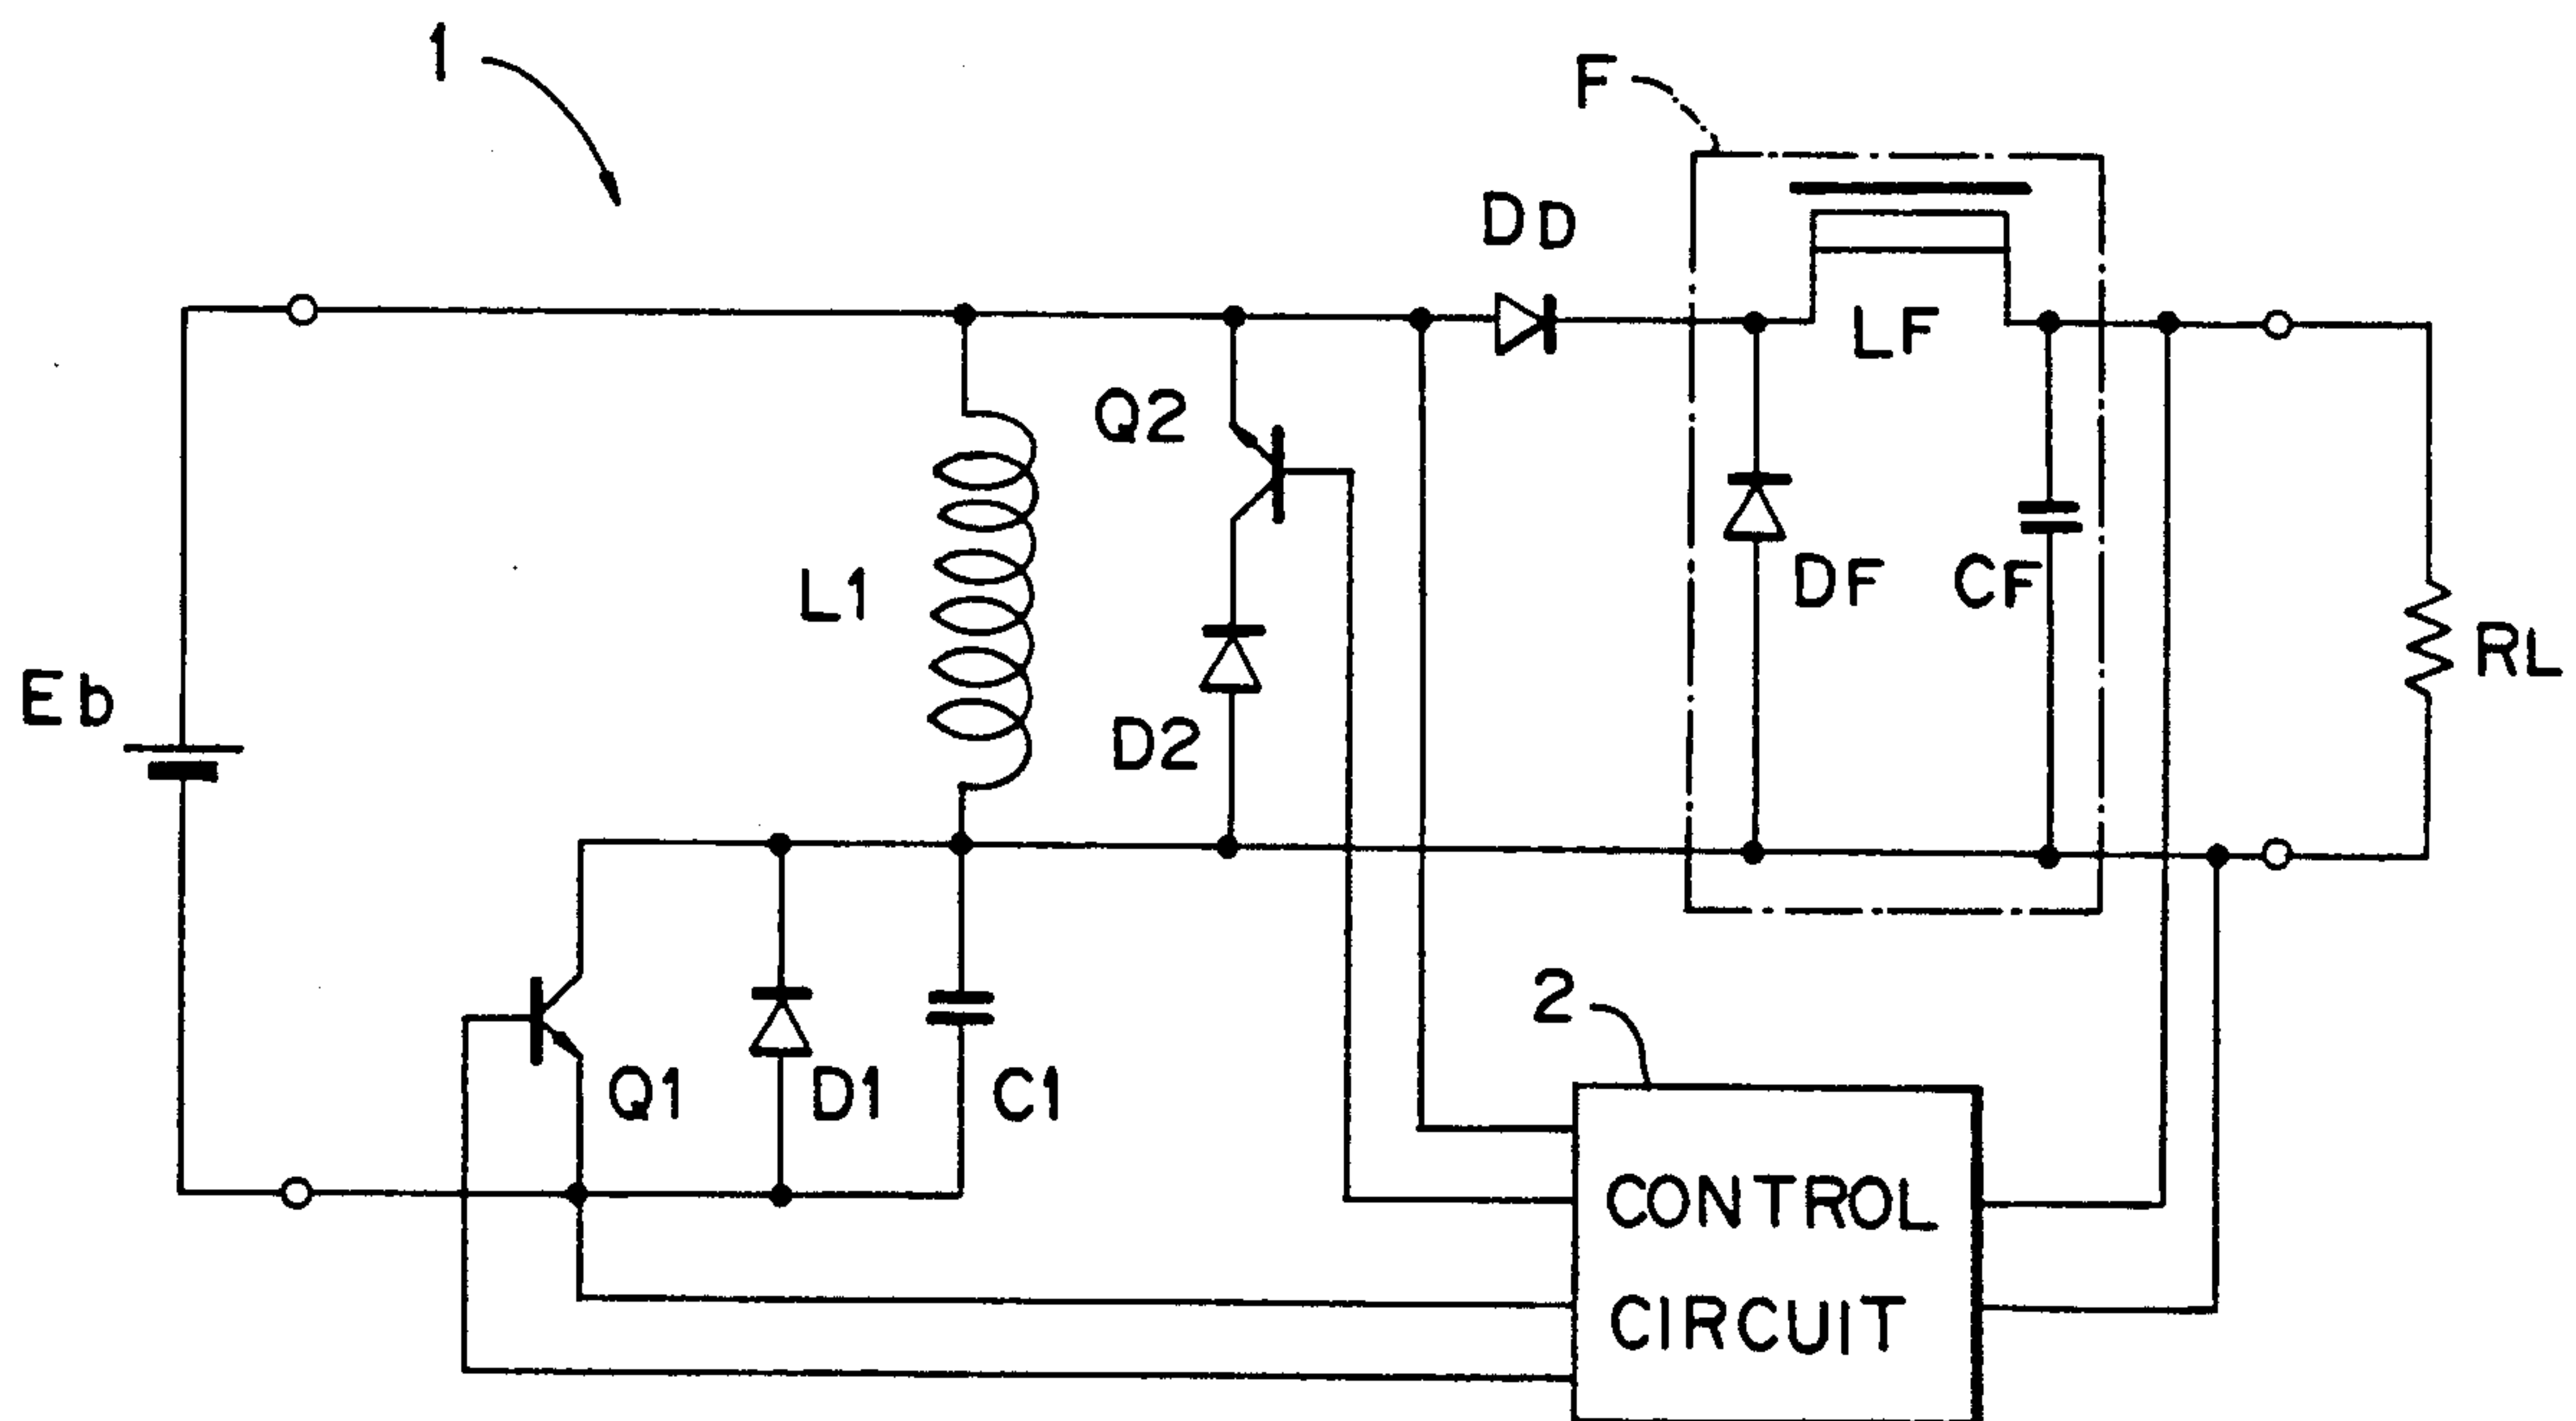 1
F
DD
Q2
LF
L1
DF
CF
RL
Eb
D2
2
Q1
D1
C1
CONTROL
CIRCUIT